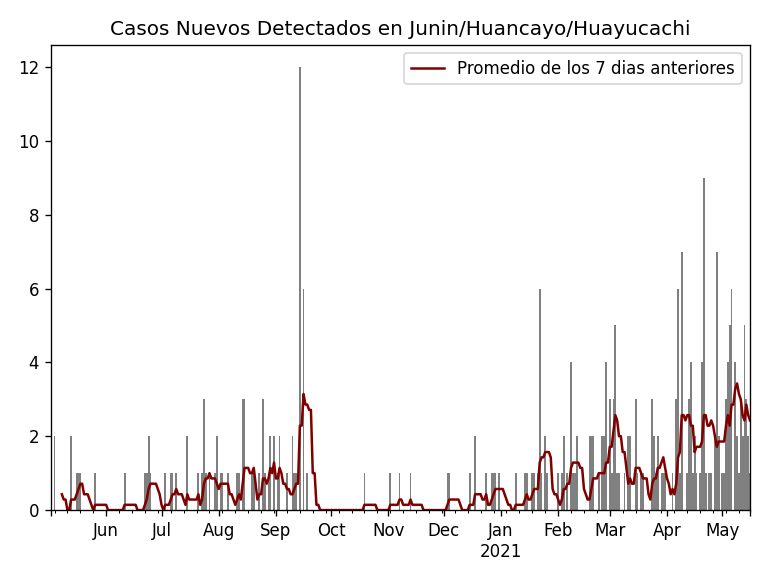 Casos Nuevos Detectados en Junin/Huancayo/Huayucachi
Promedio de los 7 dias anteriores
12
10
8
6
4
2
0
Jun Jul Aug Sep Oct Nov Dec Jan Feb Mar Apr May
2021